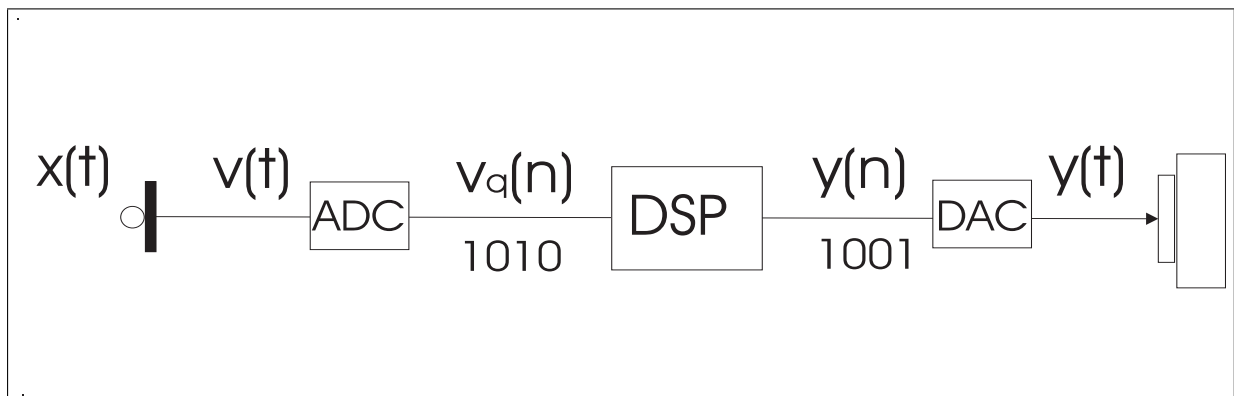 x(t) v(t) ADC vq(n) DSP y(n) DAC y(t)
1010 1001